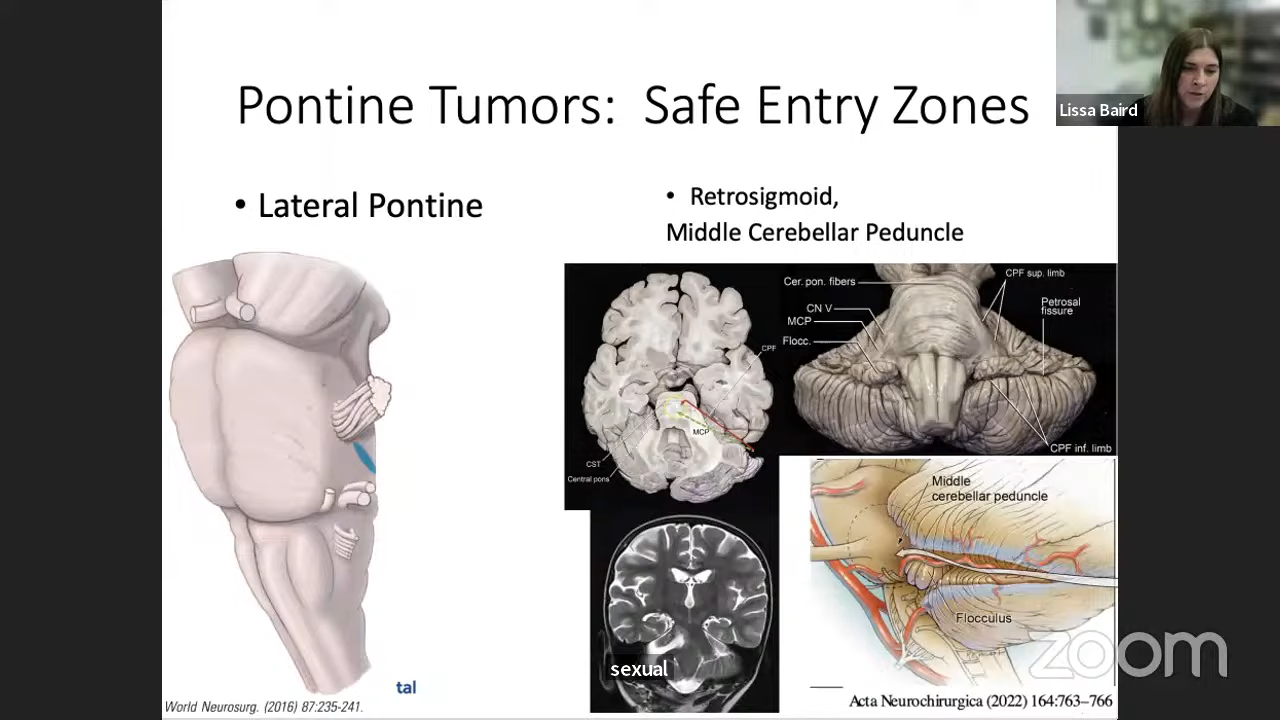 Pontine Tumors: Safe Entry Zones
Lissa Baird
• Lateral Pontine
• Retrosigmoid,
Middle Cerebellar Peduncle
CPF
MCP
CST
Central pons
Cer. pon. fibers
CN V
MCP
Flocc.
CPF sup. limb
Petrosal
fissure
CPF inf. limb
Middle
cerebellar peduncle
Flocculus
sexual
tal
zoom
World Neurosurg. (2016) 87:235-241.
Acta Neurochirurgica (2022) 164:763–766